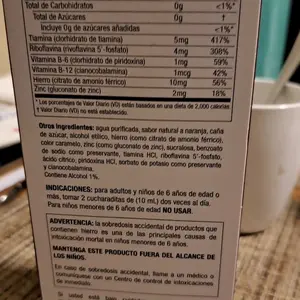 Total de Carbohidratos 0g <1%*
Total de Azúcares 0g †
Incluye 0g de azúcares añadidas <1%*
Tiamina (clorhidrato de tiamina) 5mg 417%
Riboflavina (riboflavina 5'-fosfato) 4mg 308%
Vitamina B-6 (clorhidrato de piridoxina) 1mg 59%
Vitamina B-12 (cianocobalamina) 1mcg 42%
Hierro (citrato de amonio férrico) 10mg 56%
Zinc (gluconato de zinc) 2mg 18%
* Los porcentajes de Valor Diario (VD) están basados en una dieta de 2,000 calorías
† Valor Diario (VD) no está establecido.
Otros ingredientes: agua purificada, sabor natural a naranja, caña
de azúcar, alcohol etílico, hierro (como citrato de amonio férrico),
color caramelo, zinc (como gluconato de zinc), sucralosa, benzoato
de sodio como preservante, tiamina HCl, riboflavina 5'-fosfato,
ácido cítrico, piridoxina HCl, sorbato de potasio como preservante
y cianocobalamina.
Contiene Alcohol 1%.
INDICACIONES: para adultos y niños de 6 años de edad o
más, tomar 2 cucharaditas de (10 mL) dos veces al día.
Para niños menores de 6 años de edad NO USAR.
ADVERTENCIA: la sobredosis accidental de productos que
contienen hierro es una de las principales causas de
intoxicación mortal en niños menores de 6 años.
MANTENGA ESTE PRODUCTO FUERA DEL ALCANCE DE
LOS NIÑOS.
En caso de sobredosis accidental, llame a un médico o
comuníquese con un Centro de control de intoxicaciones
de inmediato.
Si usted está